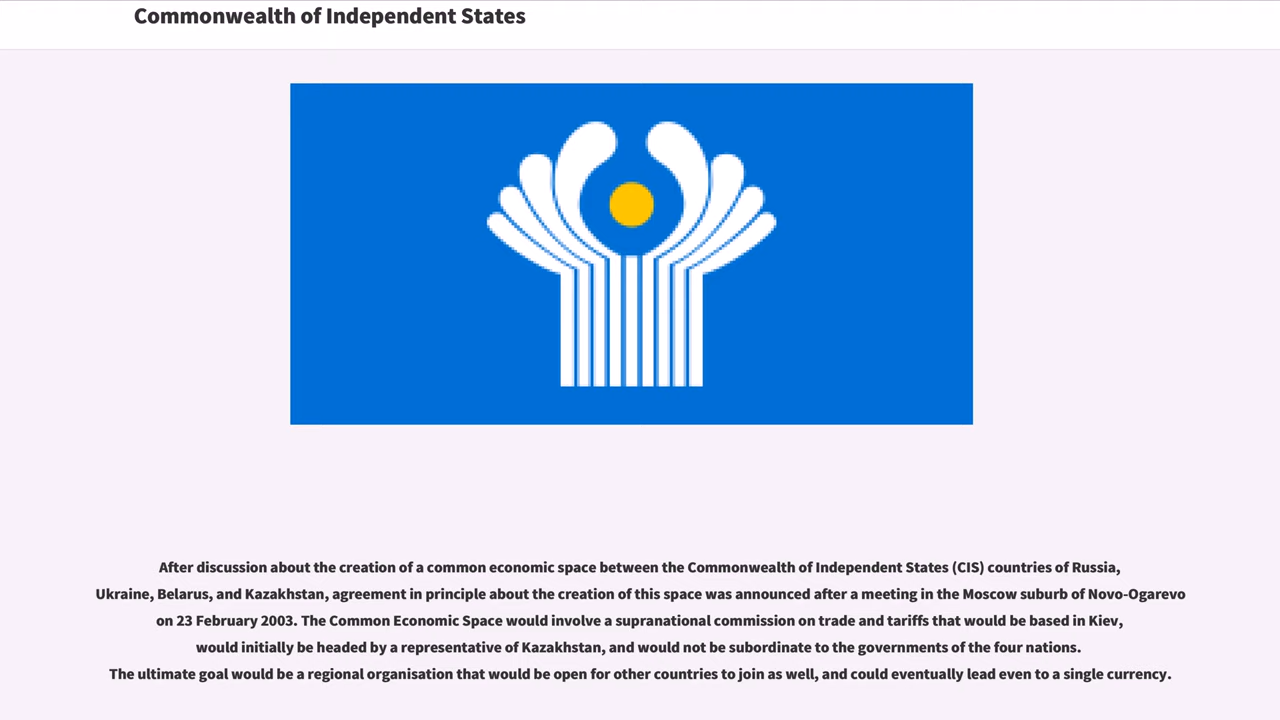 Commonwealth of Independent States
After discussion about the creation of a common economic space between the Commonwealth of Independent States (CIS) countries of Russia,
Ukraine, Belarus, and Kazakhstan, agreement in principle about the creation of this space was announced after a meeting in the Moscow suburb of Novo-Ogarevo
on 23 February 2003. The Common Economic Space would involve a supranational commission on trade and tariffs that would be based in Kiev,
would initially be headed by a representative of Kazakhstan, and would not be subordinate to the governments of the four nations.
The ultimate goal would be a regional organisation that would be open for other countries to join as well, and could eventually lead even to a single currency.